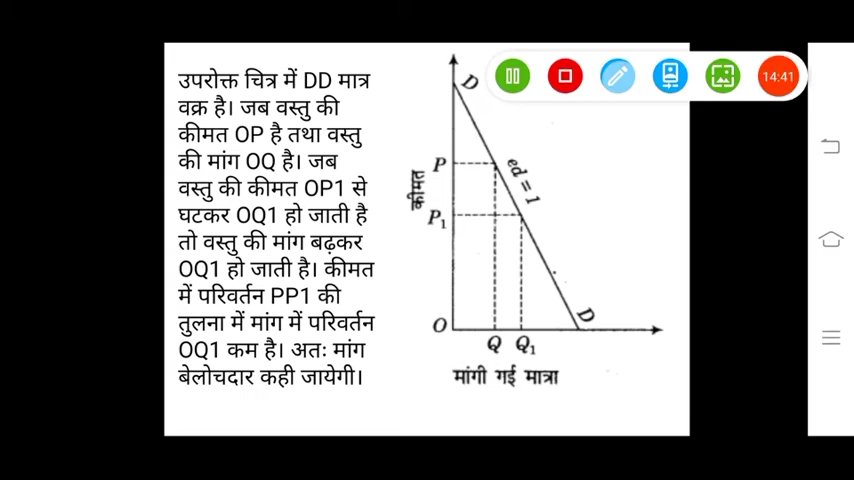 उपरोक्त चित्र में DD मात्र
वक्र है। जब वस्तु की
कीमत OP है तथा वस्तु
की मांग OQ है। जब
वस्तु की कीमत OP1 से
घटकर OQ1 हो जाती है
तो वस्तु की मांग बढ़कर
OQ1 हो जाती है। कीमत
में परिवर्तन PP1 की
तुलना में मांग में परिवर्तन
OQ1 कम है। अतः मांग
बेलोचदार कही जायेगी।
14:41
D
P
ed = 1
कीमत
P₁
O
D
Q Q₁
मांगी गई मात्रा